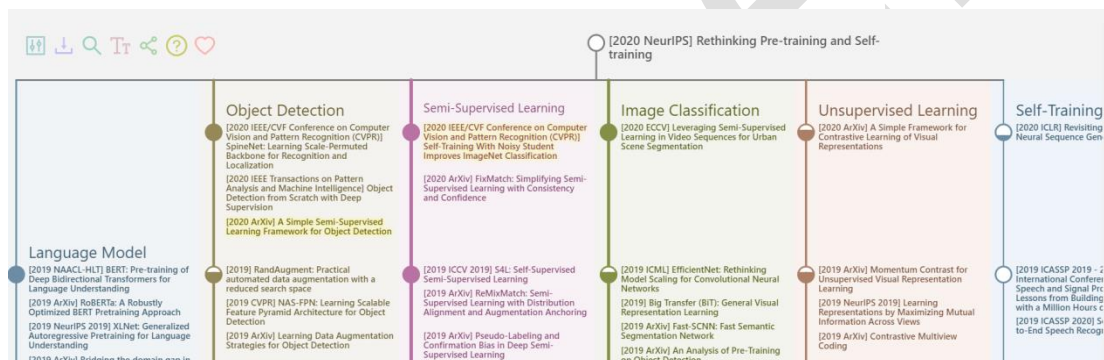 [2020 NeurIPS] Rethinking Pre-training and Self-
training
Object Detection
[2020 IEEE/CVF Conference on Computer
Vision and Pattern Recognition (CVPR)]
SpineNet: Learning Scale-Permuted
Backbone for Recognition and
Localization
[2020 IEEE Transactions on Pattern
Analysis and Machine Intelligence] Object
Detection from Scratch with Deep
Supervision
[2020 ArXiv] A Simple Semi-Supervised
Learning Framework for Object Detection
Semi-Supervised Learning
[2020 IEEE/CVF Conference on Computer
Vision and Pattern Recognition (CVPR)]
Self-Training With Noisy Student
Improves ImageNet Classification
[2020 ArXiv] FixMatch: Simplifying Semi-
Supervised Learning with Consistency
and Confidence
Image Classification
[2020 ECCV] Leveraging Semi-Supervised
Learning in Video Sequences for Urban
Scene Segmentation
Unsupervised Learning
[2020 ArXiv] A Simple Framework for
Contrastive Learning of Visual
Representations
Self-Training
[2020 ICLR] Revisiting
Neural Sequence Gen
Language Model
[2019 NAACL-HLT] BERT: Pre-training of
Deep Bidirectional Transformers for
Language Understanding
[2019 ArXiv] RoBERTa: A Robustly
Optimized BERT Pretraining Approach
[2019 NeurIPS 2019] XLNet: Generalized
Autoregressive Pretraining for Language
Understanding
[2019 ArXiv] Bridging the domain gap in
[2019] RandAugment: Practical
automated data augmentation with a
reduced search space
[2019 CVPR] NAS-FPN: Learning Scalable
Feature Pyramid Architecture for Object
Detection
[2019 ArXiv] Learning Data Augmentation
Strategies for Object Detection
[2019 ICCV 2019] S4L: Self-Supervised
Semi-Supervised Learning
[2019 ArXiv] ReMixMatch: Semi-
Supervised Learning with Distribution
Alignment and Augmentation Anchoring
[2019 ArXiv] Pseudo-Labeling and
Confirmation Bias in Deep Semi-
Supervised Learning
[2019 ICML] EfficientNet: Rethinking
Model Scaling for Convolutional Neural
Networks
[2019] Big Transfer (BiT): General Visual
Representation Learning
[2019 ArXiv] Fast-SCNN: Fast Semantic
Segmentation Network
[2019 ArXiv] An Analysis of Pre-Training
on Object Detection
[2019 ArXiv] Momentum Contrast for
Unsupervised Visual Representation
Learning
[2019 NeurIPS 2019] Learning
Representations by Maximizing Mutual
Information Across Views
[2019 ArXiv] Contrastive Multiview
Coding
[2019 ICASSP 2019 - 2
International Conferen
Speech and Signal Pro
Lessons from Building
with a Million Hours
[2019 ICASSP 2020]
to-End Speech Recog